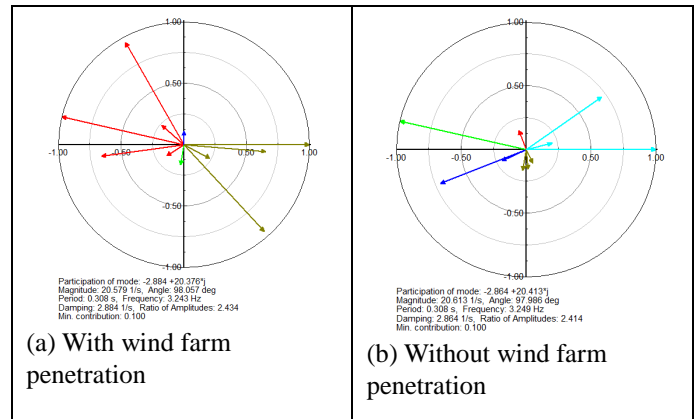 1.00
0.50
-1.00
-0.50
0.50
1.00
-0.50
-1.00
Participation of mode: -2.884 +20.376*j
Magnitude: 20.579 1/s, Angle: 98.057 deg
Period: 0.308 s, Frequency: 3.243 Hz
Damping: 2.884 1/s, Ratio of Amplitudes: 2.434
Min. contribution: 0.100
(a) With wind farm
penetration
1.00
0.50
-1.00
-0.50
0.50
1.00
-0.50
-1.00
Participation of mode: -2.864 +20.413*j
Magnitude: 20.613 1/s, Angle: 97.986 deg
Period: 0.308 s, Frequency: 3.249 Hz
Damping: 2.864 1/s, Ratio of Amplitudes: 2.414
Min. contribution: 0.100
(b) Without wind farm
penetration